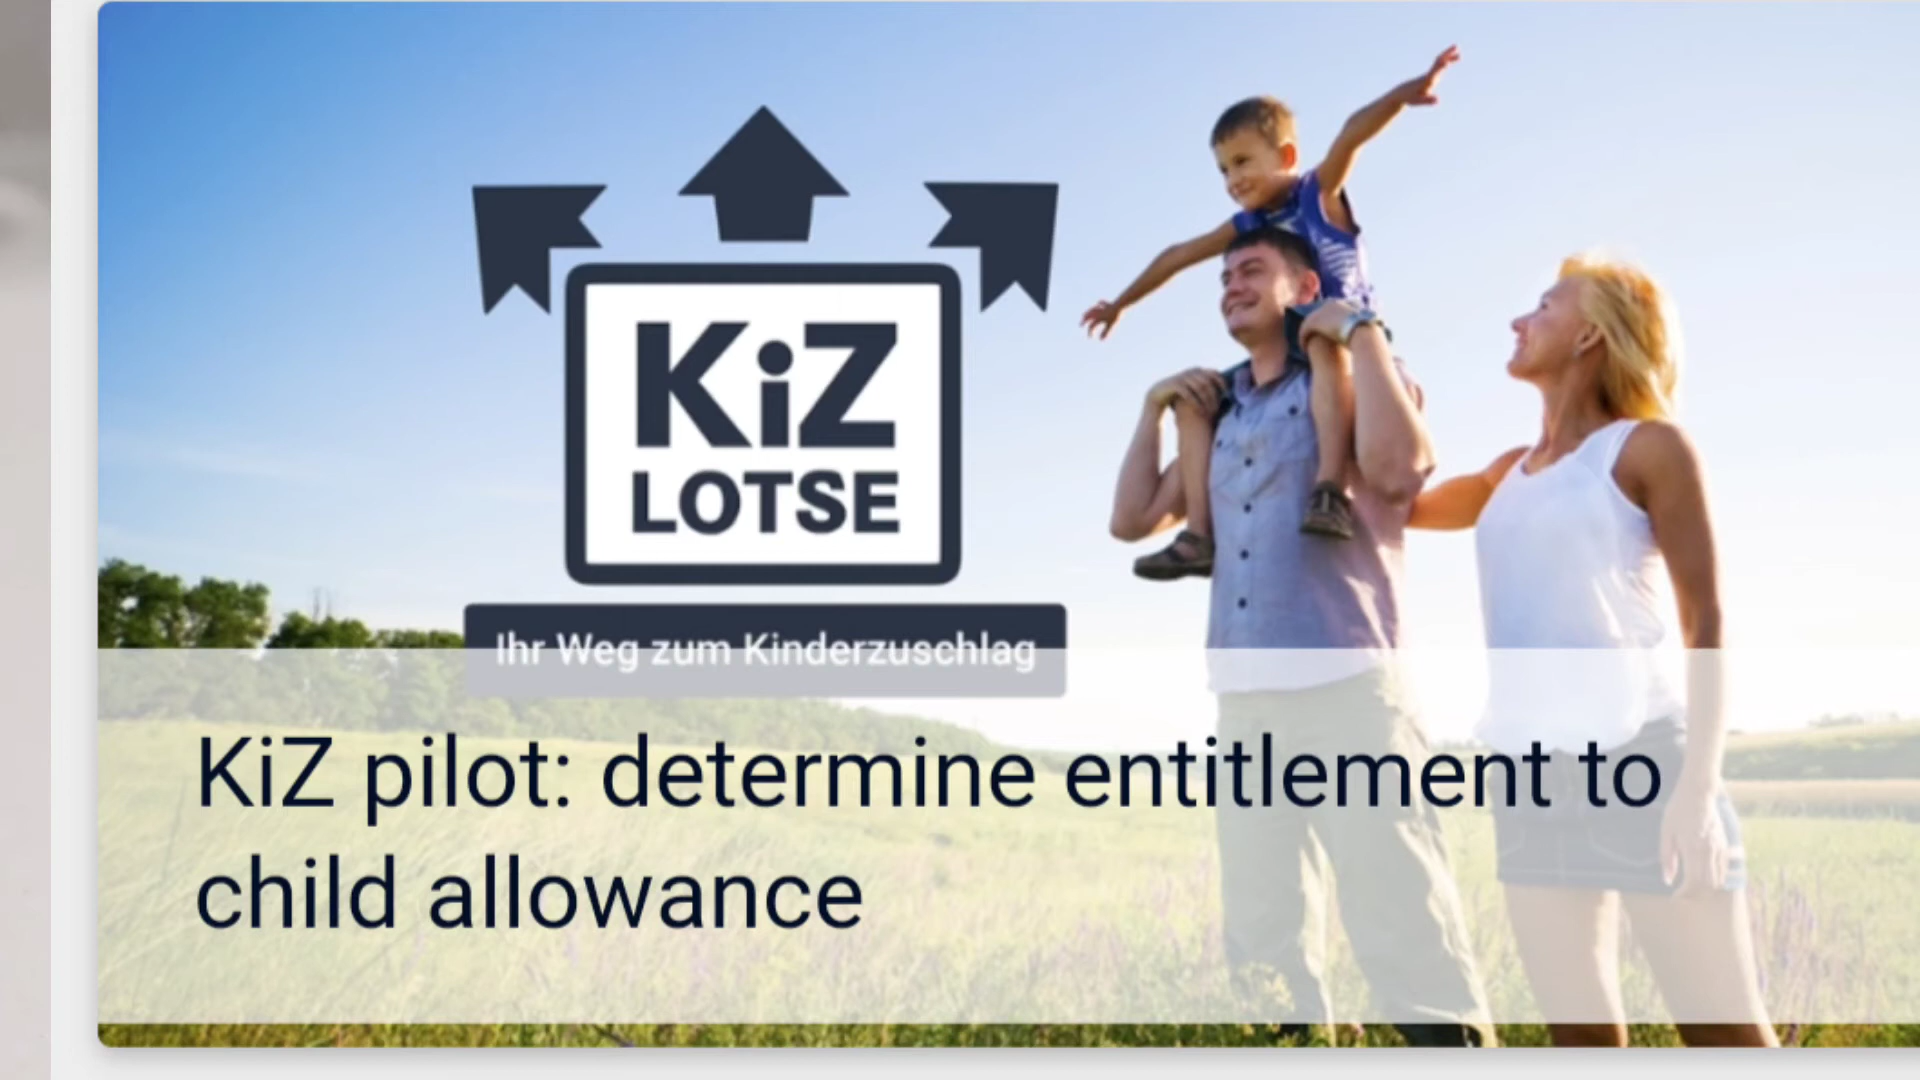 KiZ
LOTSE
Ihr Weg zum Kinderzuschlag
KiZ pilot: determine entitlement to
child allowance